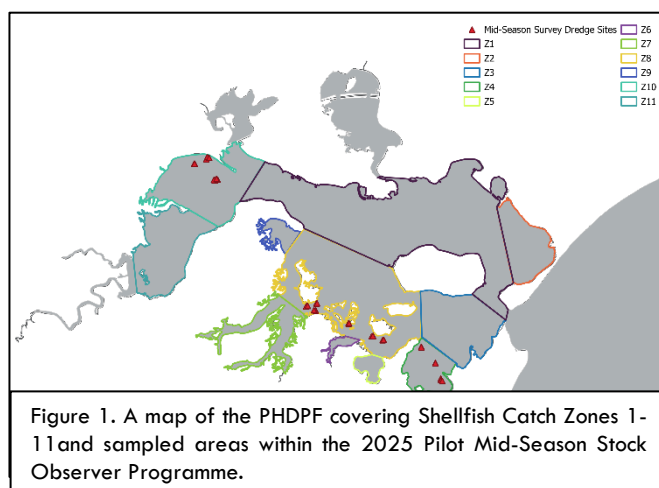 Mid-Season Survey Dredge Sites
Z1
Z2
Z3
Z4
Z5
Z6
Z7
Z8
Z9
Z10
Z11
Figure 1. A map of the PHDPF covering Shellfish Catch Zones 1-
11and sampled areas within the 2025 Pilot Mid-Season Stock
Observer Programme.